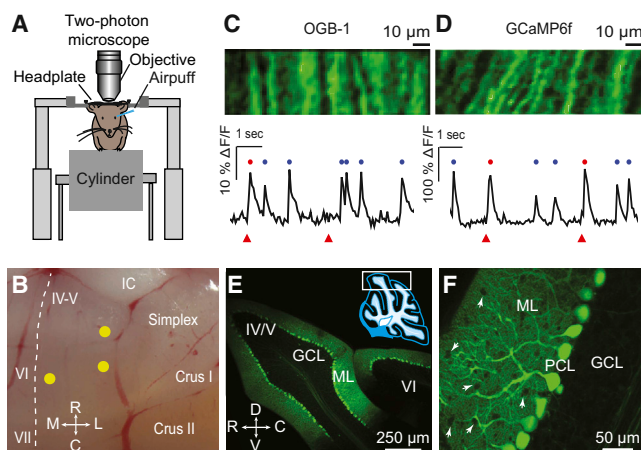 A
Two-photon
microscope
Objective
Headplate
Airpuff
Cylinder
C
OGB-1
10 µm
1 sec
10 % ΔF/F
D
GCaMP6f
10 µm
1 sec
100 % ΔF/F
B
IC
IV-V
Simplex
VI
Crus I
R
M
L
C
VII
Crus II
E
IV/V
GCL
ML
VI
D
R
C
V
250 µm
F
ML
PCL
GCL
50 µm